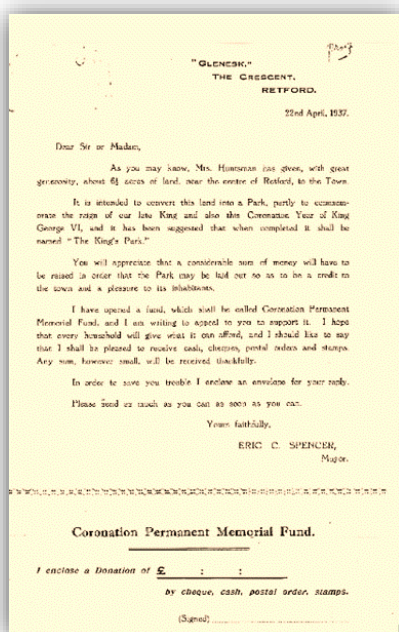 Proof
"GLENESK,"
THE CRESCENT,
RETFORD.
22nd April, 1937.
Dear Sir or Madam,
As you may know, Mrs. Huntsman has given, with great
generosity, about 6½ acres of land, near the centre of Retford, to the Town.
It is intended to convert this land into a Park, partly to commem-
orate the reign of our late King and also this Coronation Year of King
George VI, and it has been suggested that when completed it shall be
named "The King's Park."
You will appreciate that a considerable sum of money will have to
be raised in order that the Park may be laid out so as to be a credit to
the town and a pleasure to its inhabitants.
I have opened a fund, which shall be called Coronation Permanent
Memorial Fund, and I am writing to appeal to you to support it. I hope
that every household will give what it can afford, and I should like to say
that I shall be pleased to receive cash, cheques, postal orders and stamps.
Any sum, however small, will be received thankfully.
In order to save you trouble I enclose an envelope for your reply.
Please send as much as you can as soon as you can.
Yours faithfully,
ERIC C. SPENCER,
Mayor.
Coronation Permanent Memorial Fund.
I enclose a Donation of £ : :
by cheque, cash, postal order, stamps.
(Signed)